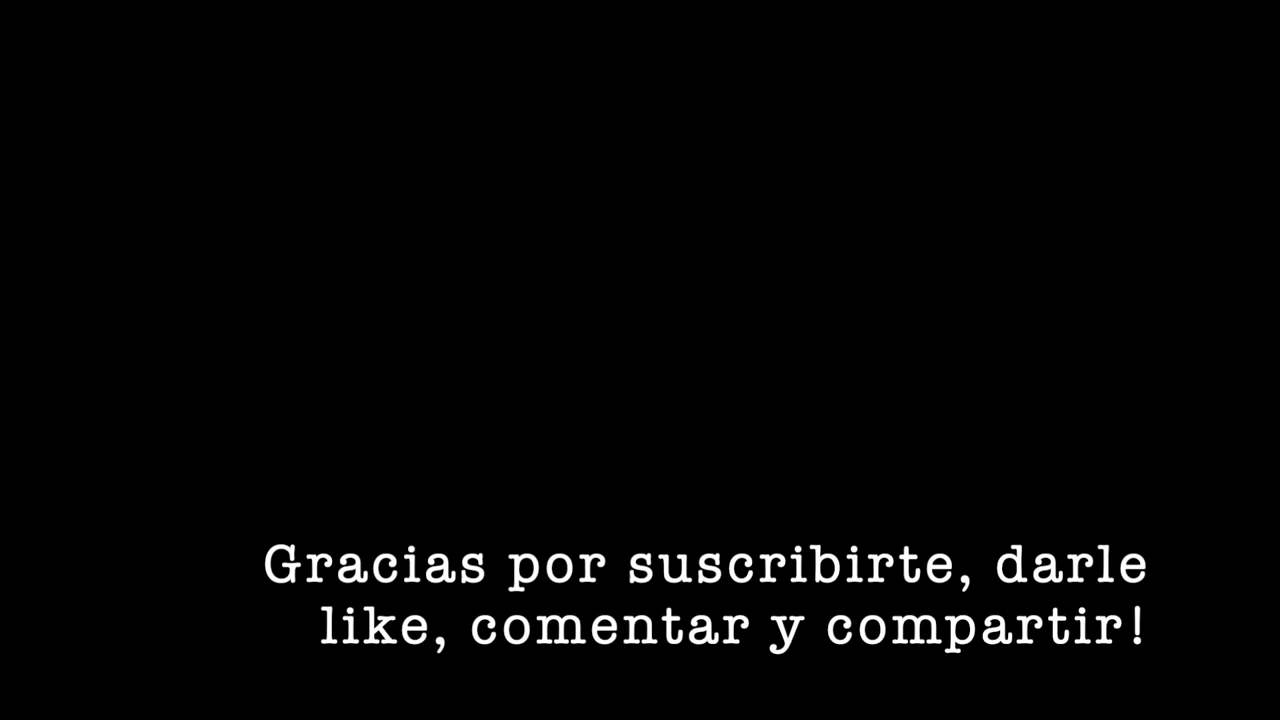 Gracias por suscribirte, darle
like, comentar y compartir!